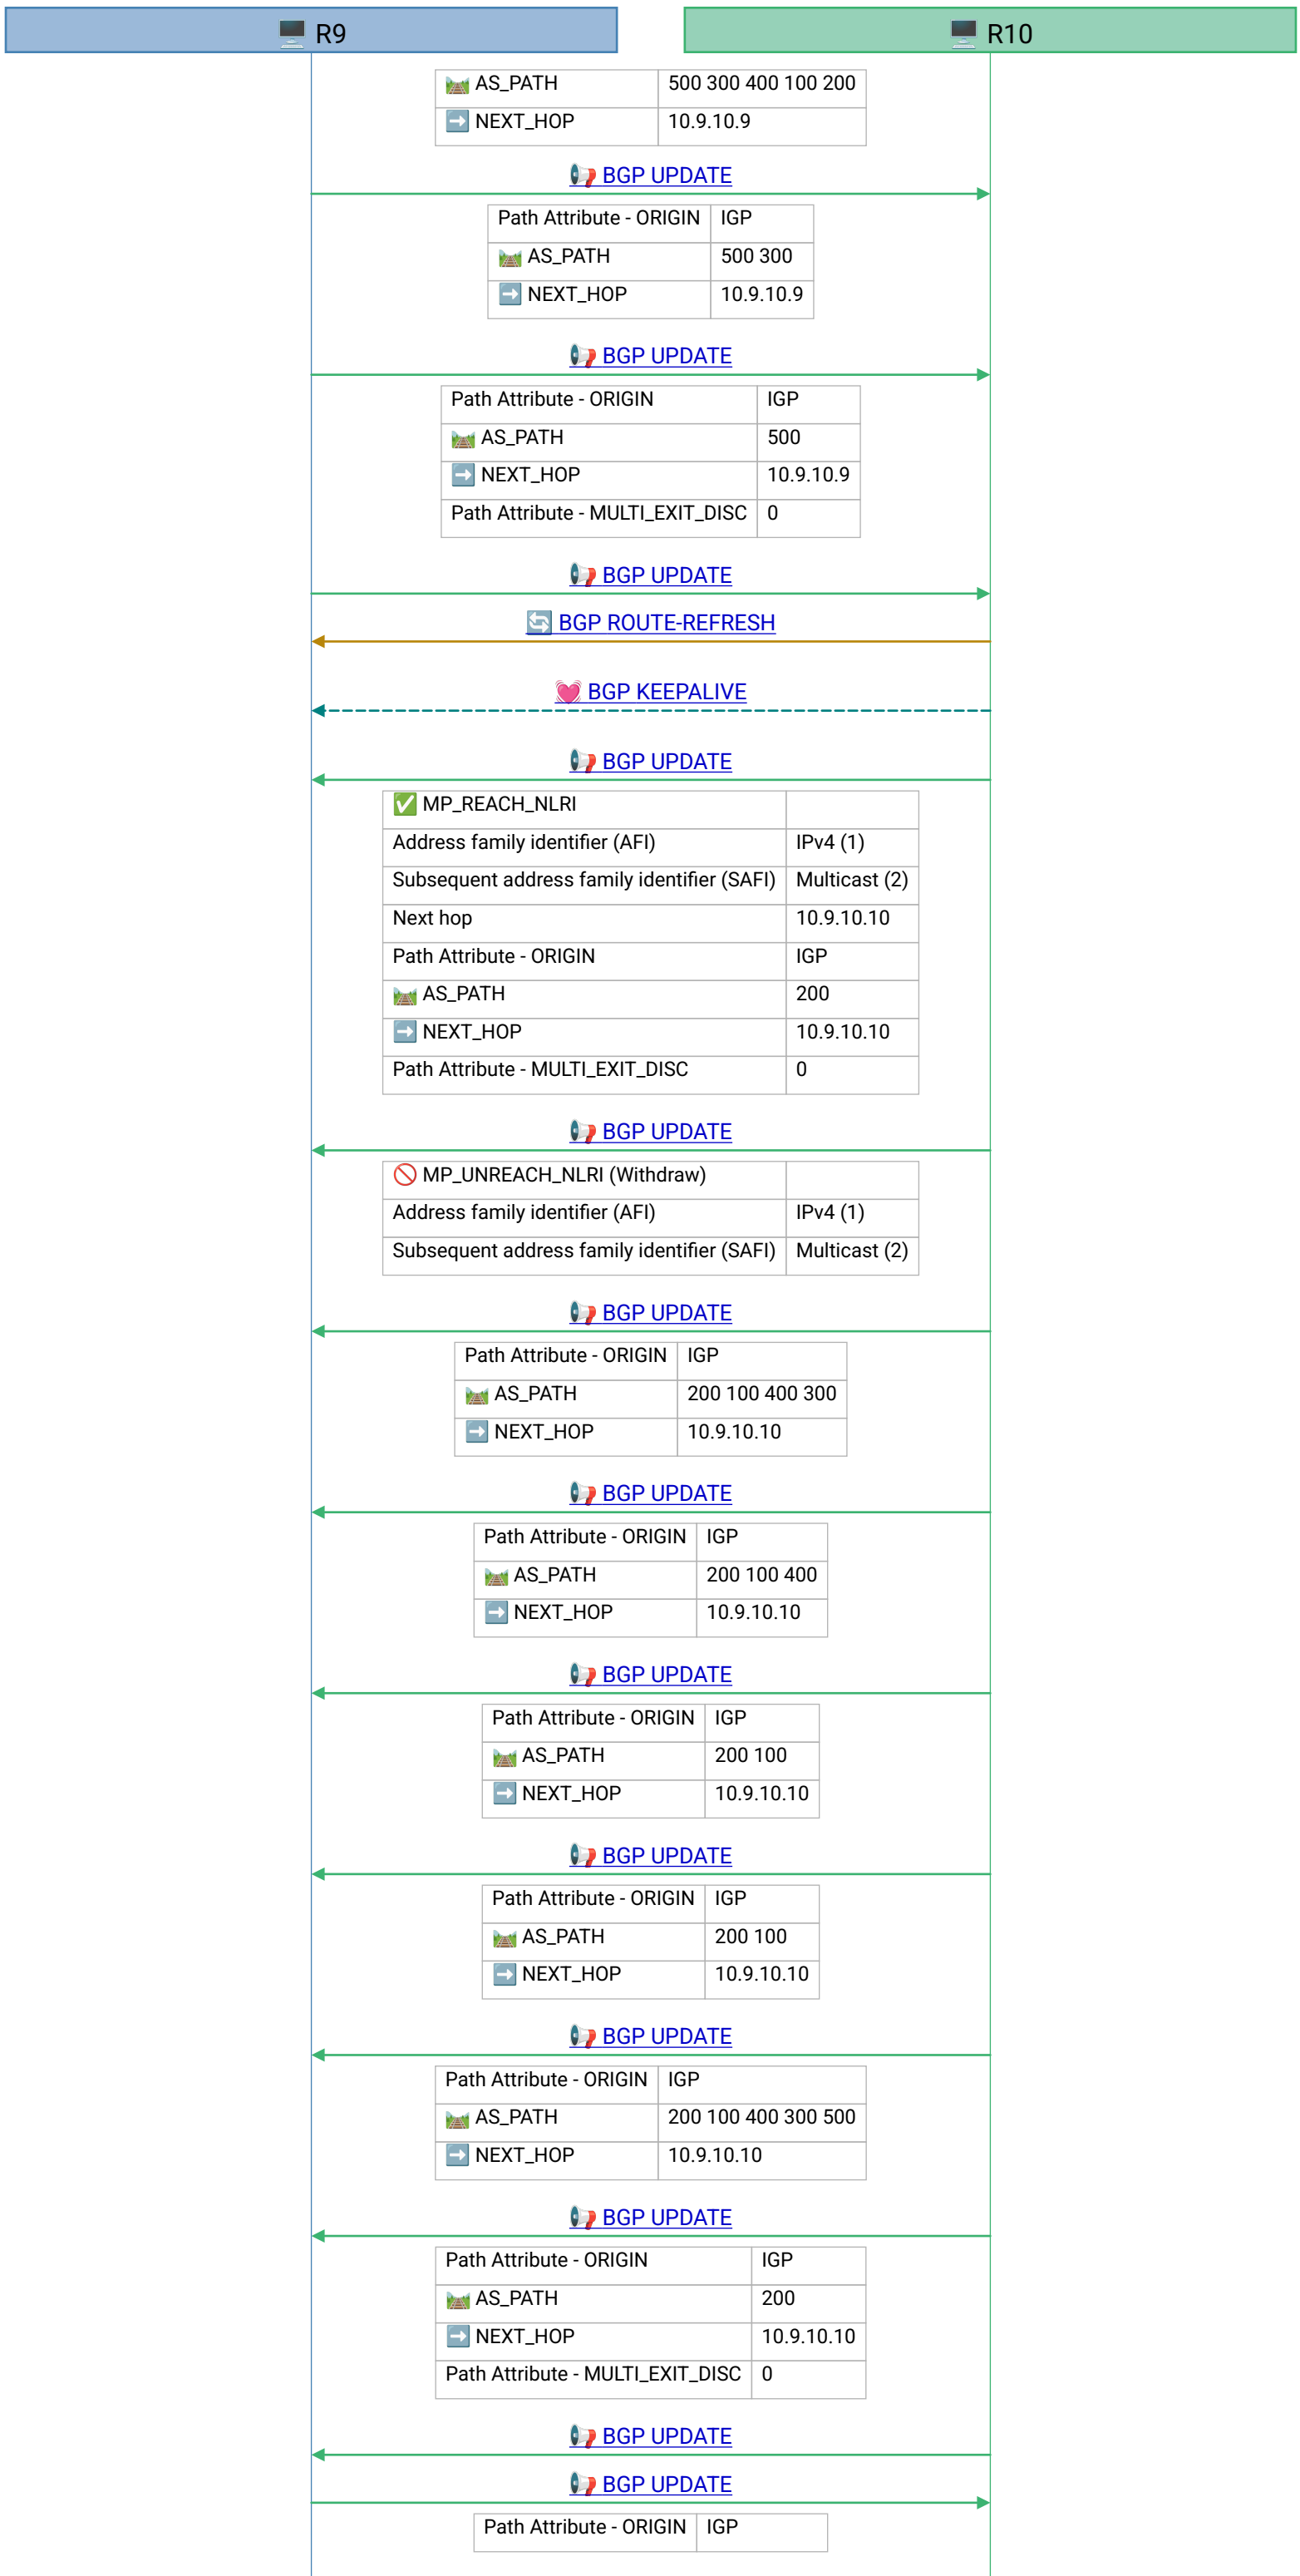 R9 R10
AS_PATH 500 300 400 100 200
NEXT_HOP 10.9.10.9
BGP UPDATE
Path Attribute - ORIGIN IGP
AS_PATH 500 300
NEXT_HOP 10.9.10.9
BGP UPDATE
Path Attribute - ORIGIN IGP
AS_PATH 500
NEXT_HOP 10.9.10.9
Path Attribute - MULTI_EXIT_DISC 0
BGP UPDATE
BGP ROUTE-REFRESH
BGP KEEPALIVE
BGP UPDATE
MP_REACH_NLRI
Address family identifier (AFI) IPv4 (1)
Subsequent address family identifier (SAFI) Multicast (2)
Next hop 10.9.10.10
Path Attribute - ORIGIN IGP
AS_PATH 200
NEXT_HOP 10.9.10.10
Path Attribute - MULTI_EXIT_DISC 0
BGP UPDATE
MP_UNREACH_NLRI (Withdraw)
Address family identifier (AFI) IPv4 (1)
Subsequent address family identifier (SAFI) Multicast (2)
BGP UPDATE
Path Attribute - ORIGIN IGP
AS_PATH 200 100 400 300
NEXT_HOP 10.9.10.10
BGP UPDATE
Path Attribute - ORIGIN IGP
AS_PATH 200 100 400
NEXT_HOP 10.9.10.10
BGP UPDATE
Path Attribute - ORIGIN IGP
AS_PATH 200 100
NEXT_HOP 10.9.10.10
BGP UPDATE
Path Attribute - ORIGIN IGP
AS_PATH 200 100
NEXT_HOP 10.9.10.10
BGP UPDATE
Path Attribute - ORIGIN IGP
AS_PATH 200 100 400 300 500
NEXT_HOP 10.9.10.10
BGP UPDATE
Path Attribute - ORIGIN IGP
AS_PATH 200
NEXT_HOP 10.9.10.10
Path Attribute - MULTI_EXIT_DISC 0
BGP UPDATE
BGP UPDATE
Path Attribute - ORIGIN IGP